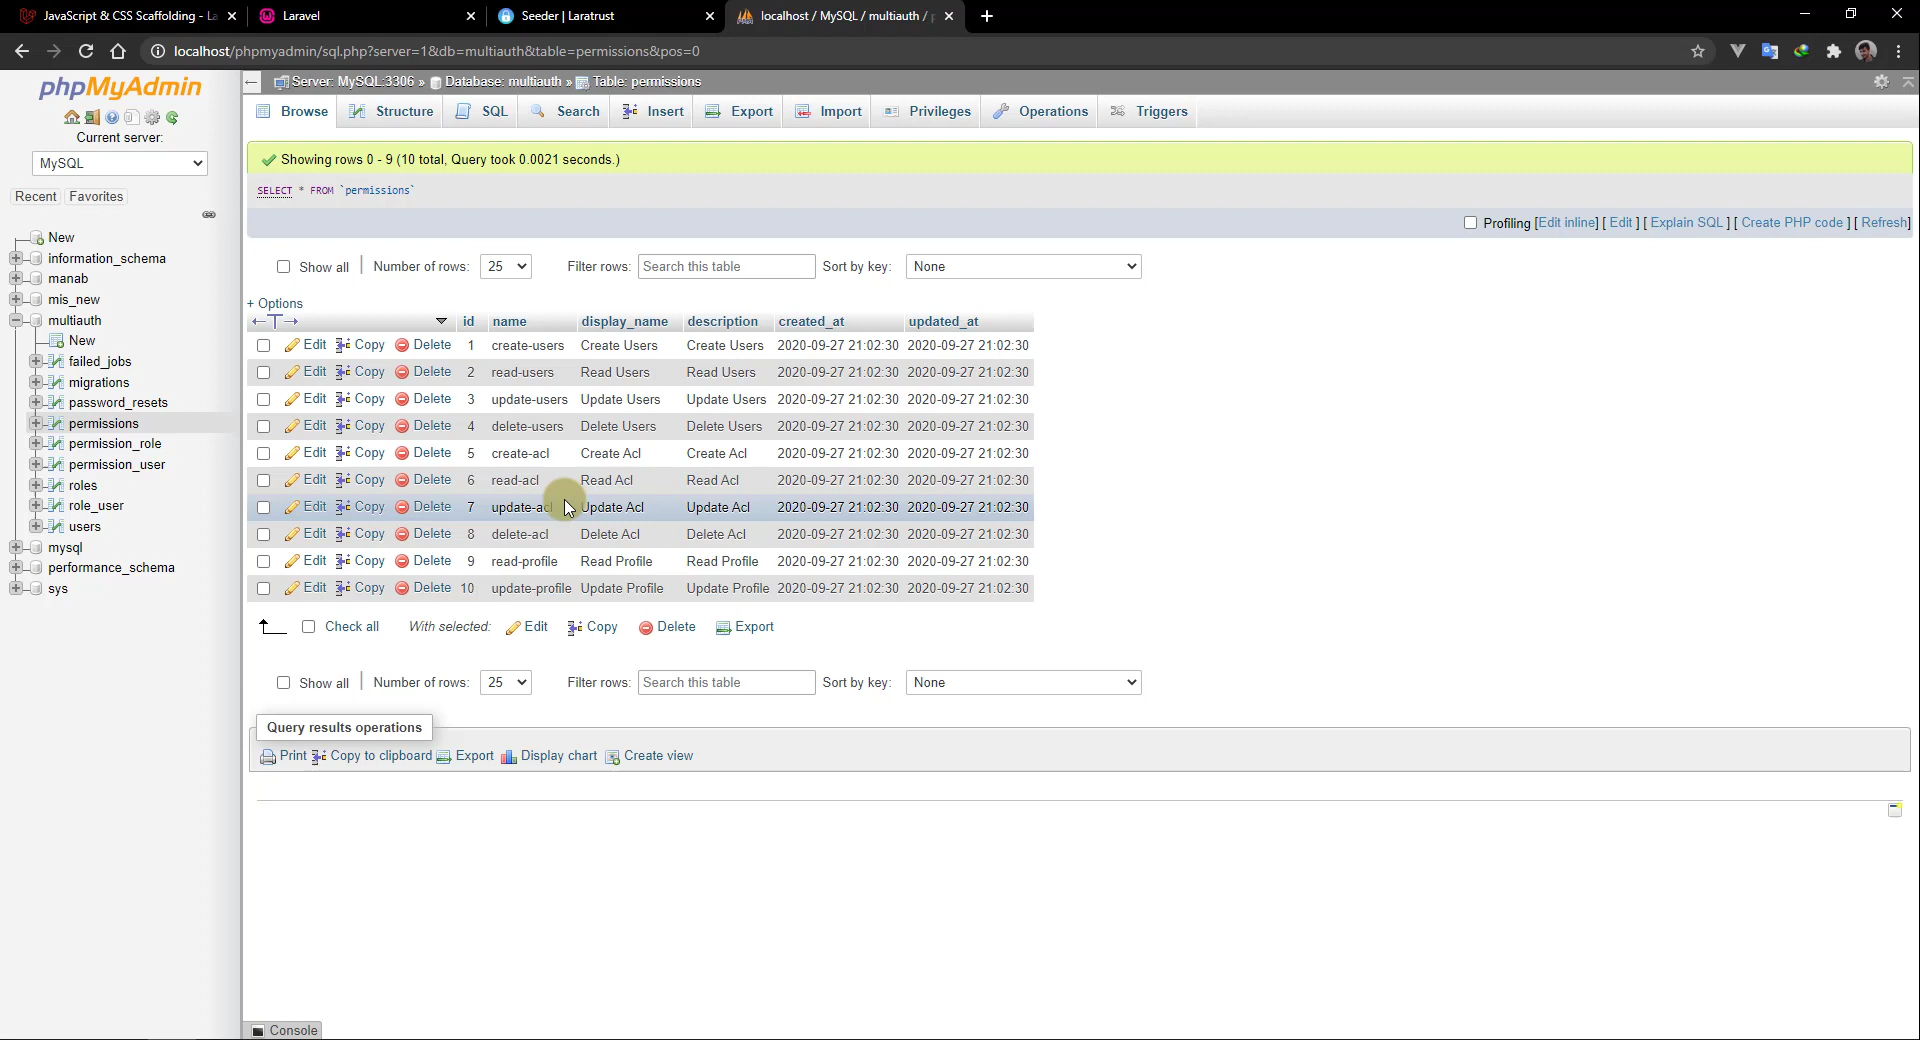 JavaScript & CSS Scaffolding - La
Laravel
Seeder | Laratrust
localhost / MySQL / multiauth / p
localhost/phpmyadmin/sql.php?server=1&db=multiauth&table=permissions&pos=0
phpMyAdmin
Current server:
MySQL
Recent Favorites
New
information_schema
manab
mis_new
multiauth
New
failed_jobs
migrations
password_resets
permissions
permission_role
permission_user
roles
role_user
users
mysql
performance_schema
sys
Server: MySQL:3306 » Database: multiauth » Table: permissions
Browse Structure SQL Search Insert Export Import Privileges Operations Triggers
Showing rows 0 - 9 (10 total, Query took 0.0021 seconds.)
SELECT * FROM `permissions`
Profiling [Edit inline] [ Edit ] [ Explain SQL ] [ Create PHP code ] [ Refresh]
Show all Number of rows: 25 Filter rows: Search this table Sort by key: None
+ Options
←T→ id name display_name description created_at updated_at
Edit Copy Delete 1 create-users Create Users Create Users 2020-09-27 21:02:30 2020-09-27 21:02:30
Edit Copy Delete 2 read-users Read Users Read Users 2020-09-27 21:02:30 2020-09-27 21:02:30
Edit Copy Delete 3 update-users Update Users Update Users 2020-09-27 21:02:30 2020-09-27 21:02:30
Edit Copy Delete 4 delete-users Delete Users Delete Users 2020-09-27 21:02:30 2020-09-27 21:02:30
Edit Copy Delete 5 create-acl Create Acl Create Acl 2020-09-27 21:02:30 2020-09-27 21:02:30
Edit Copy Delete 6 read-acl Read Acl Read Acl 2020-09-27 21:02:30 2020-09-27 21:02:30
Edit Copy Delete 7 update-acl Update Acl Update Acl 2020-09-27 21:02:30 2020-09-27 21:02:30
Edit Copy Delete 8 delete-acl Delete Acl Delete Acl 2020-09-27 21:02:30 2020-09-27 21:02:30
Edit Copy Delete 9 read-profile Read Profile Read Profile 2020-09-27 21:02:30 2020-09-27 21:02:30
Edit Copy Delete 10 update-profile Update Profile Update Profile 2020-09-27 21:02:30 2020-09-27 21:02:30
Check all With selected: Edit Copy Delete Export
Show all Number of rows: 25 Filter rows: Search this table Sort by key: None
Query results operations
Print Copy to clipboard Export Display chart Create view
Console